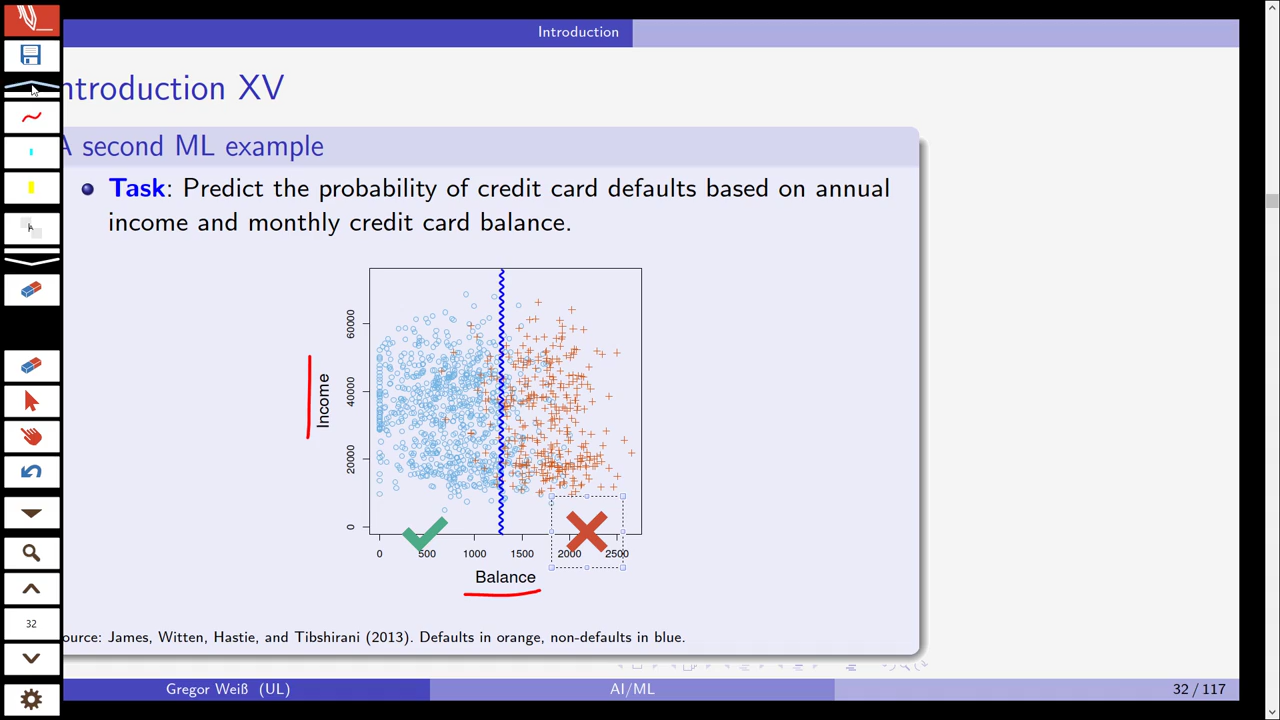 Introduction
ntroduction XV
A second ML example
Task: Predict the probability of credit card defaults based on annual
income and monthly credit card balance.
Income
60000
40000
20000
0
0 500 1000 1500 2000 2500
Balance
ource: James, Witten, Hastie, and Tibshirani (2013). Defaults in orange, non-defaults in blue.
32
Gregor Weiß (UL) AI/ML 32 / 117